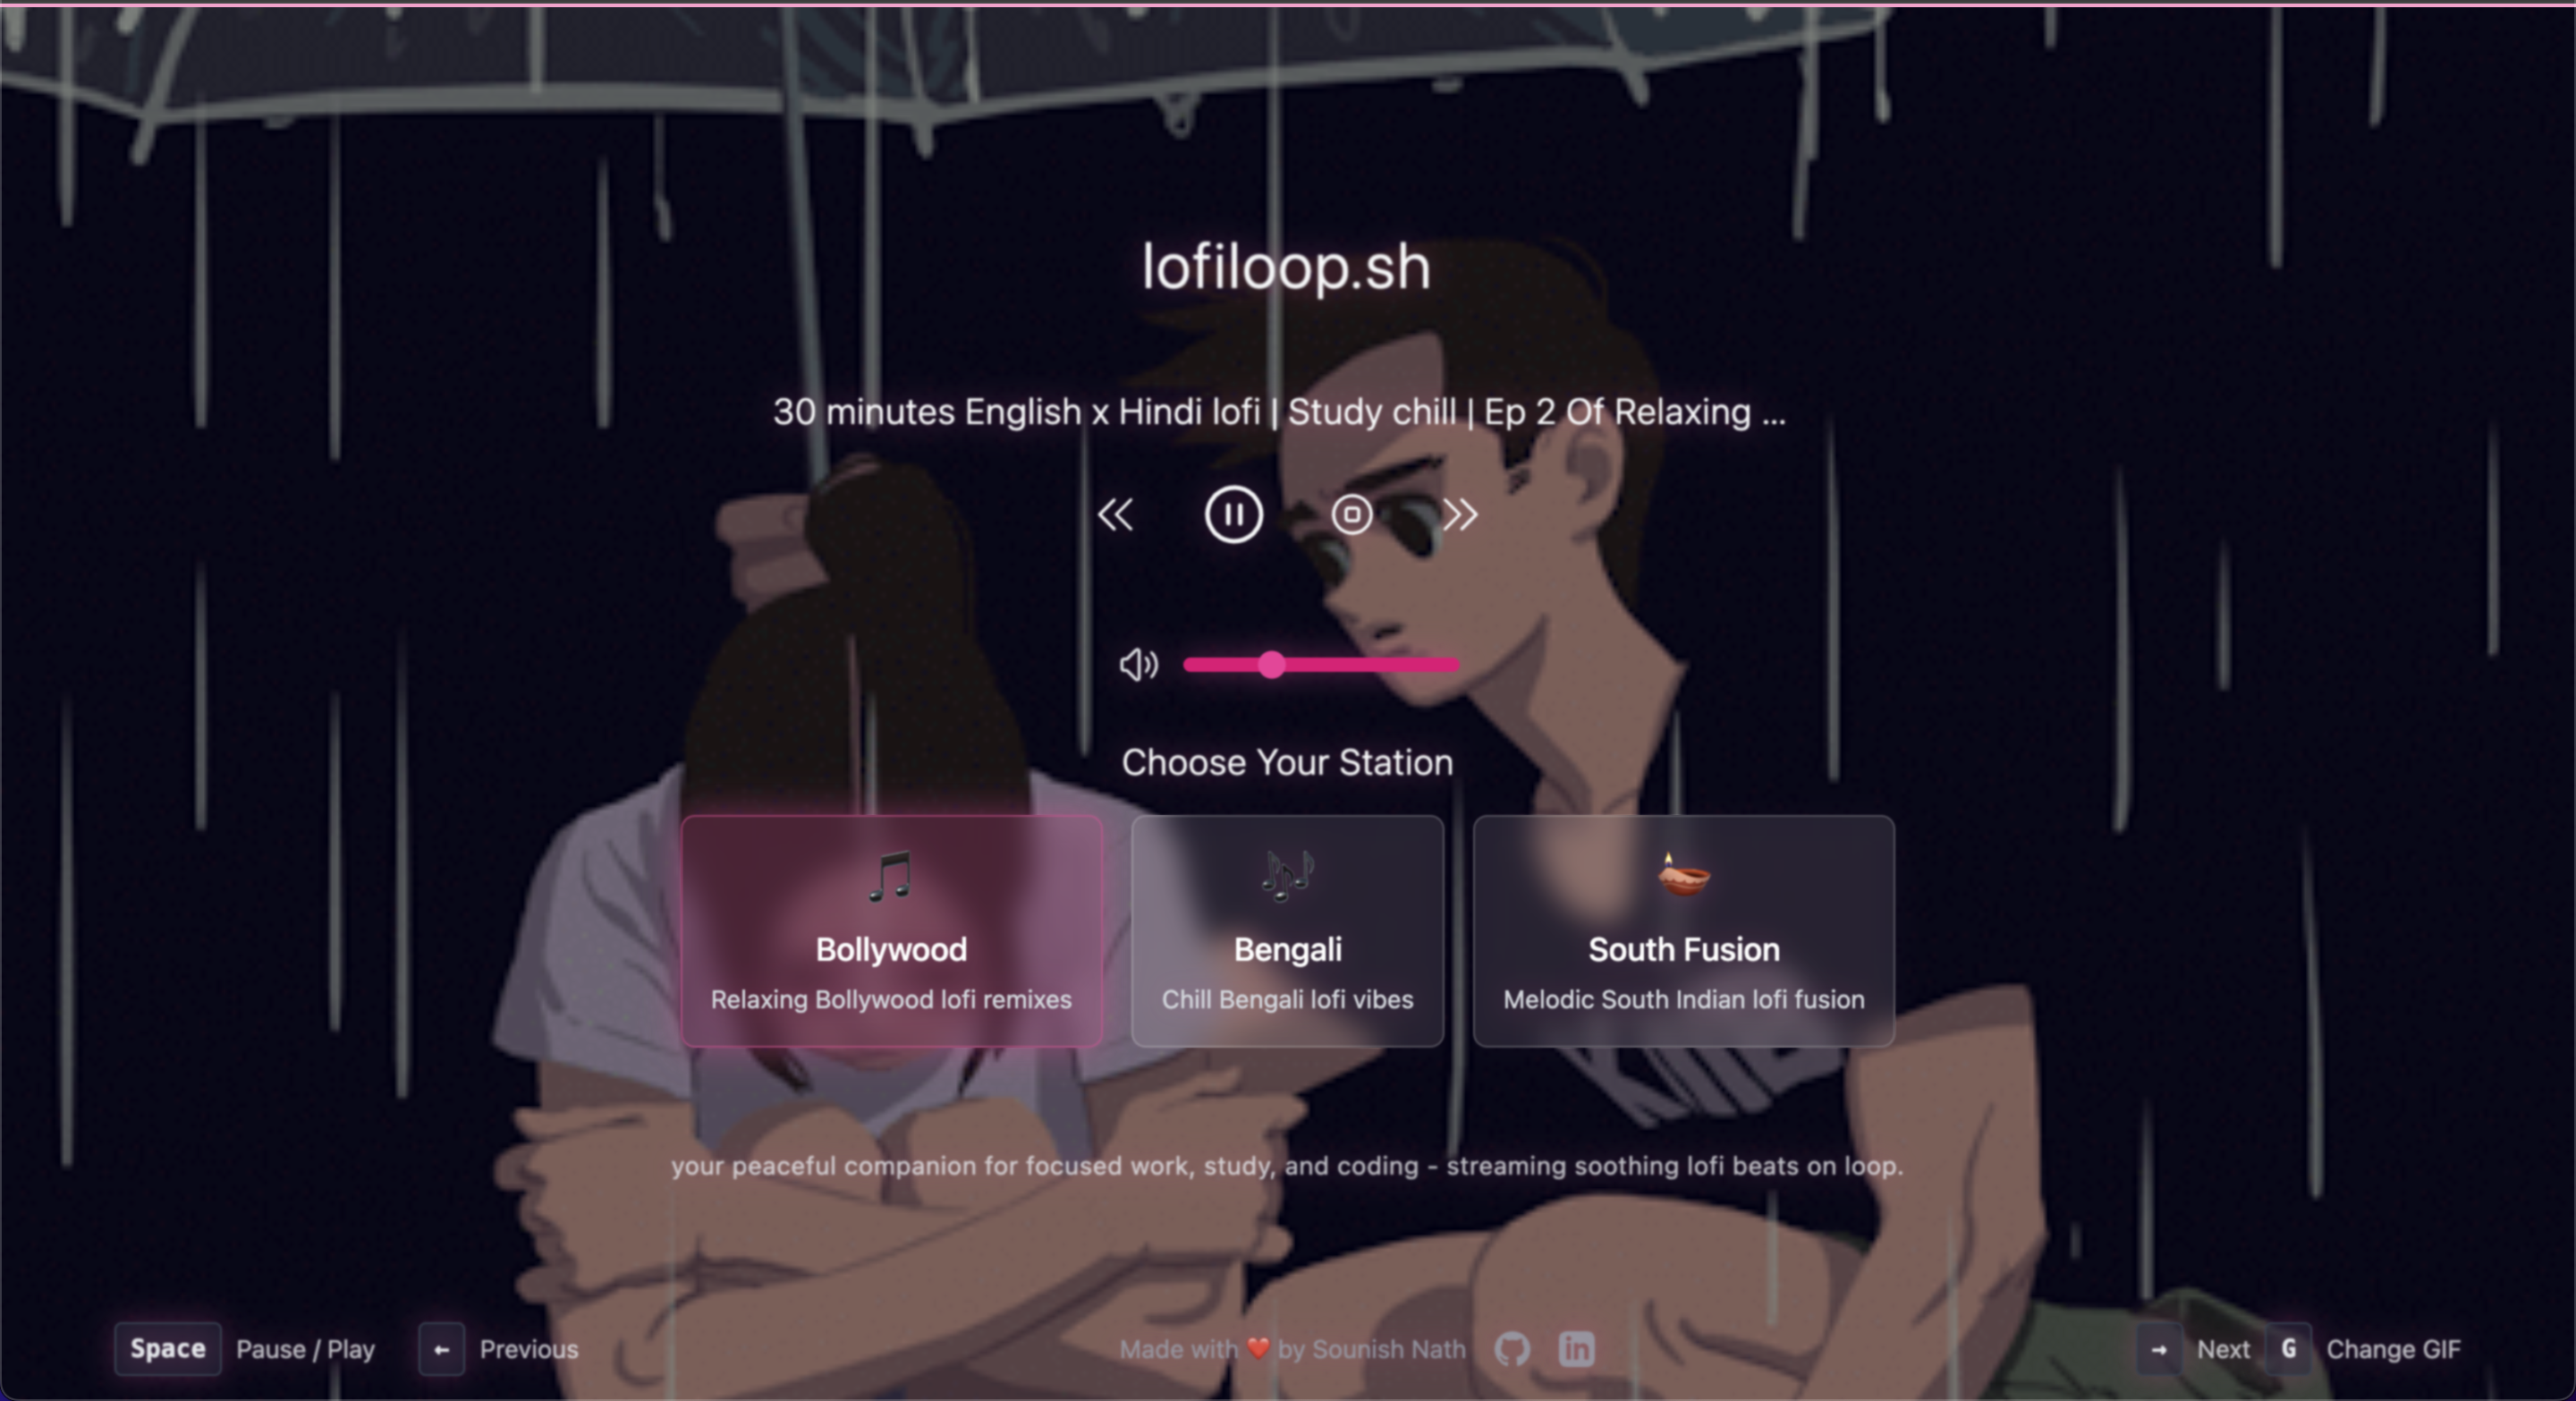 lofiloop.sh
30 minutes English x Hindi lofi | Study chill | Ep 2 Of Relaxing ...
Choose Your Station
Bollywood
Relaxing Bollywood lofi remixes
Bengali
Chill Bengali lofi vibes
South Fusion
Melodic South Indian lofi fusion
your peaceful companion for focused work, study, and coding - streaming soothing lofi beats on loop.
Space Pause / Play ← Previous
Made with ❤️ by Sounish Nath
in
→ Next G Change GIF